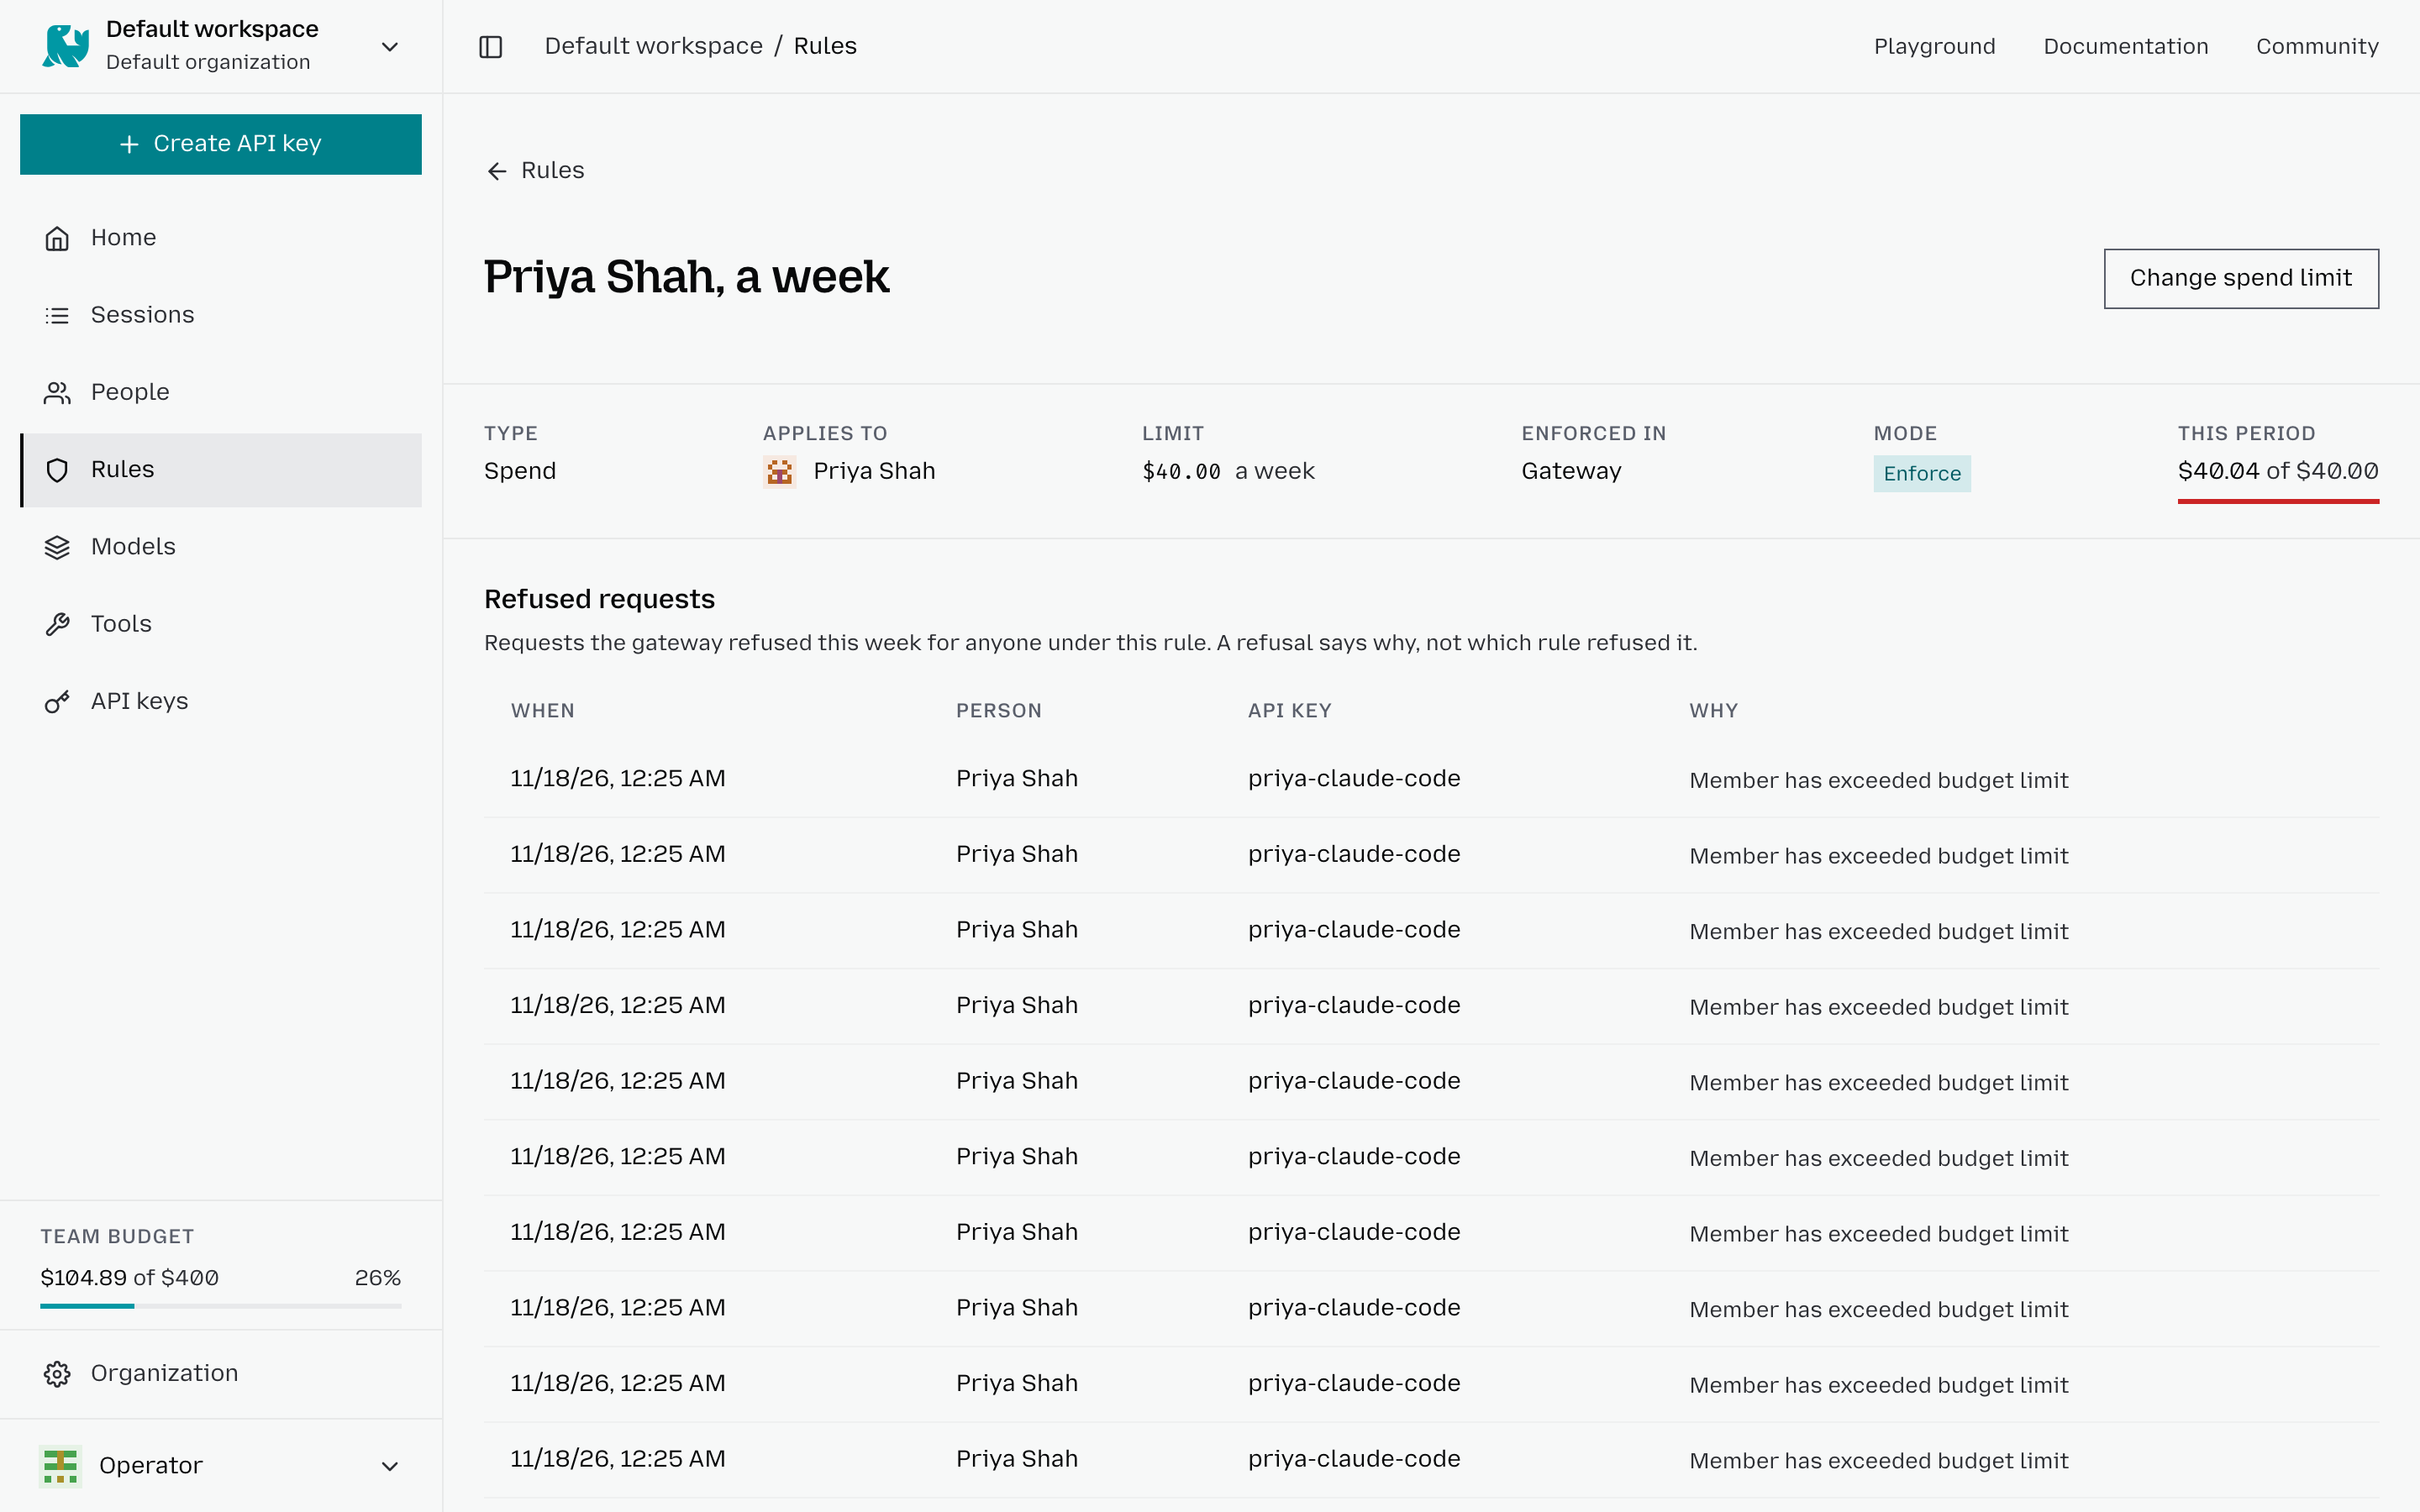 Default workspace
Default organization
Default workspace / Rules
Playground
Documentation
Community
Create API key
Home
Sessions
People
Rules
Models
Tools
API keys
TEAM BUDGET
$104.89 of $400
26%
Organization
Operator
Rules
Priya Shah, a week
Change spend limit
TYPE
Spend
APPLIES TO
Priya Shah
LIMIT
$40.00 a week
ENFORCED IN
Gateway
MODE
Enforce
THIS PERIOD
$40.04 of $40.00
Refused requests
Requests the gateway refused this week for anyone under this rule. A refusal says why, not which rule refused it.
WHEN PERSON API KEY WHY
11/18/26, 12:25 AM Priya Shah priya-claude-code Member has exceeded budget limit
11/18/26, 12:25 AM Priya Shah priya-claude-code Member has exceeded budget limit
11/18/26, 12:25 AM Priya Shah priya-claude-code Member has exceeded budget limit
11/18/26, 12:25 AM Priya Shah priya-claude-code Member has exceeded budget limit
11/18/26, 12:25 AM Priya Shah priya-claude-code Member has exceeded budget limit
11/18/26, 12:25 AM Priya Shah priya-claude-code Member has exceeded budget limit
11/18/26, 12:25 AM Priya Shah priya-claude-code Member has exceeded budget limit
11/18/26, 12:25 AM Priya Shah priya-claude-code Member has exceeded budget limit
11/18/26, 12:25 AM Priya Shah priya-claude-code Member has exceeded budget limit
11/18/26, 12:25 AM Priya Shah priya-claude-code Member has exceeded budget limit